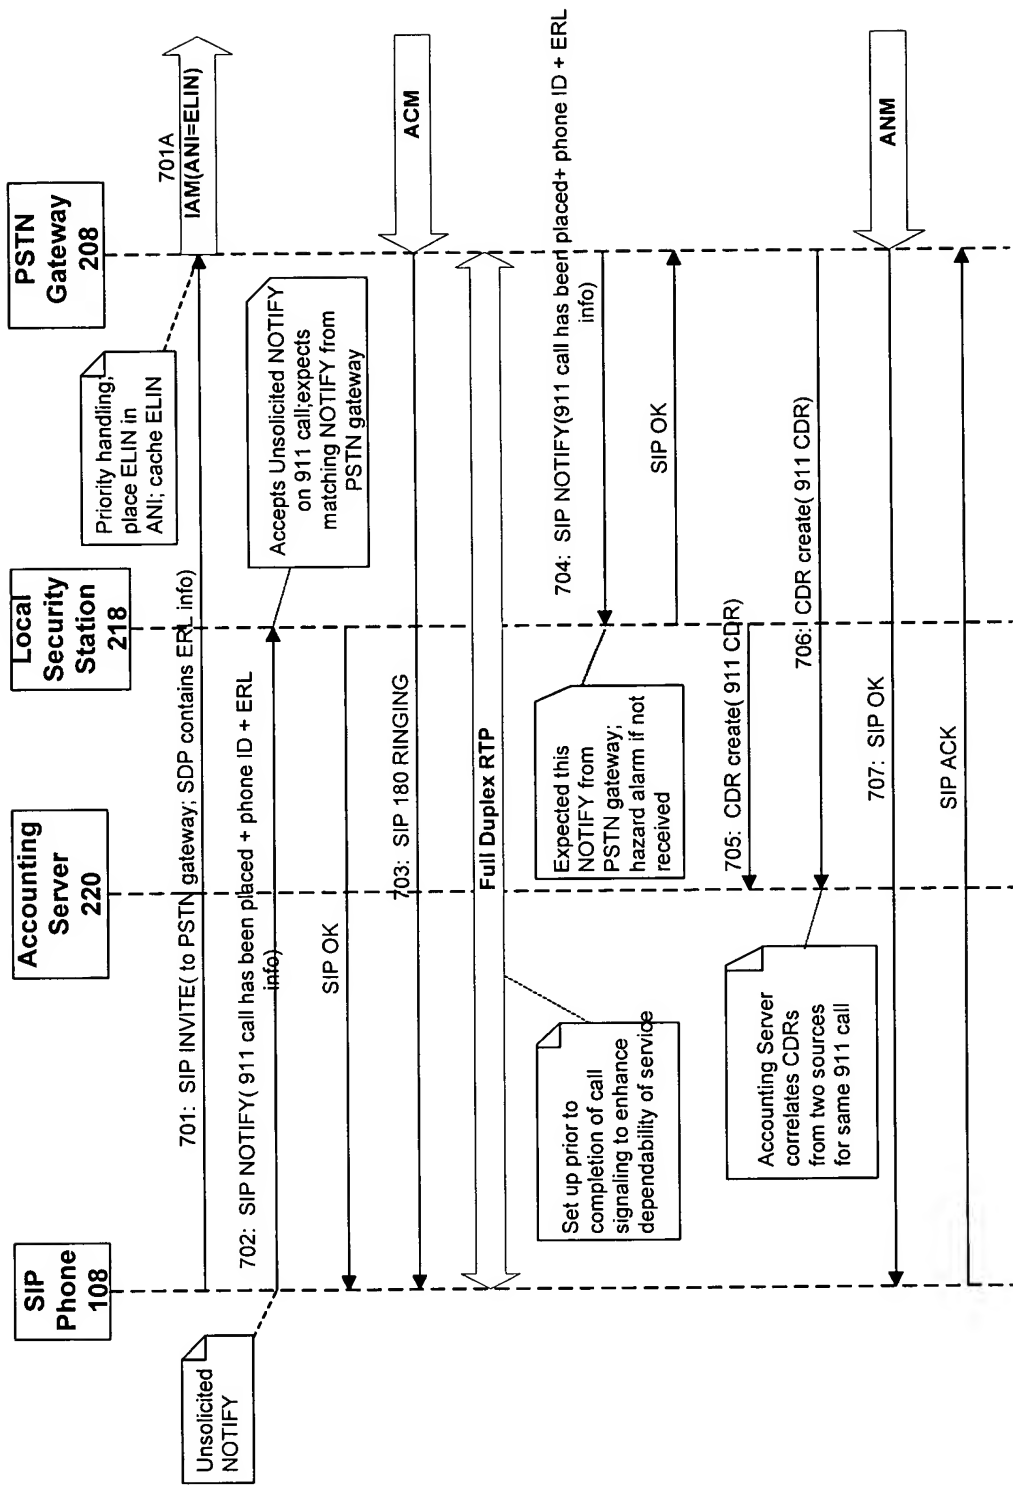 SIP
Phone
108
Accounting
Server
220
Local
Security
Station
218
PSTN
Gateway
208
701: SIP INVITE( to PSTN gateway; SDP contains ERL info)
Priority handling,
place ELIN in
ANI; cache ELIN
701A
IAM(ANI=ELIN)
Unsolicited
NOTIFY
702: SIP NOTIFY( 911 call has been placed + phone ID + ERL
info)
Accepts Unsolicited NOTIFY
on 911 call;expects
matching NOTIFY from
PSTN gateway
SIP OK
703: SIP 180 RINGING
ACM
Full Duplex RTP
Set up prior to
completion of call
signaling to enhance
dependability of service
704: SIP NOTIFY(911 call has been placed+ phone ID + ERL
info)
Expected this
NOTIFY from
PSTN gateway;
hazard alarm if not
received
SIP OK
705: CDR create( 911 CDR)
706: CDR create( 911 CDR)
Accounting Server
correlates CDRs
from two sources
for same 911 call
707: SIP OK
ANM
SIP ACK